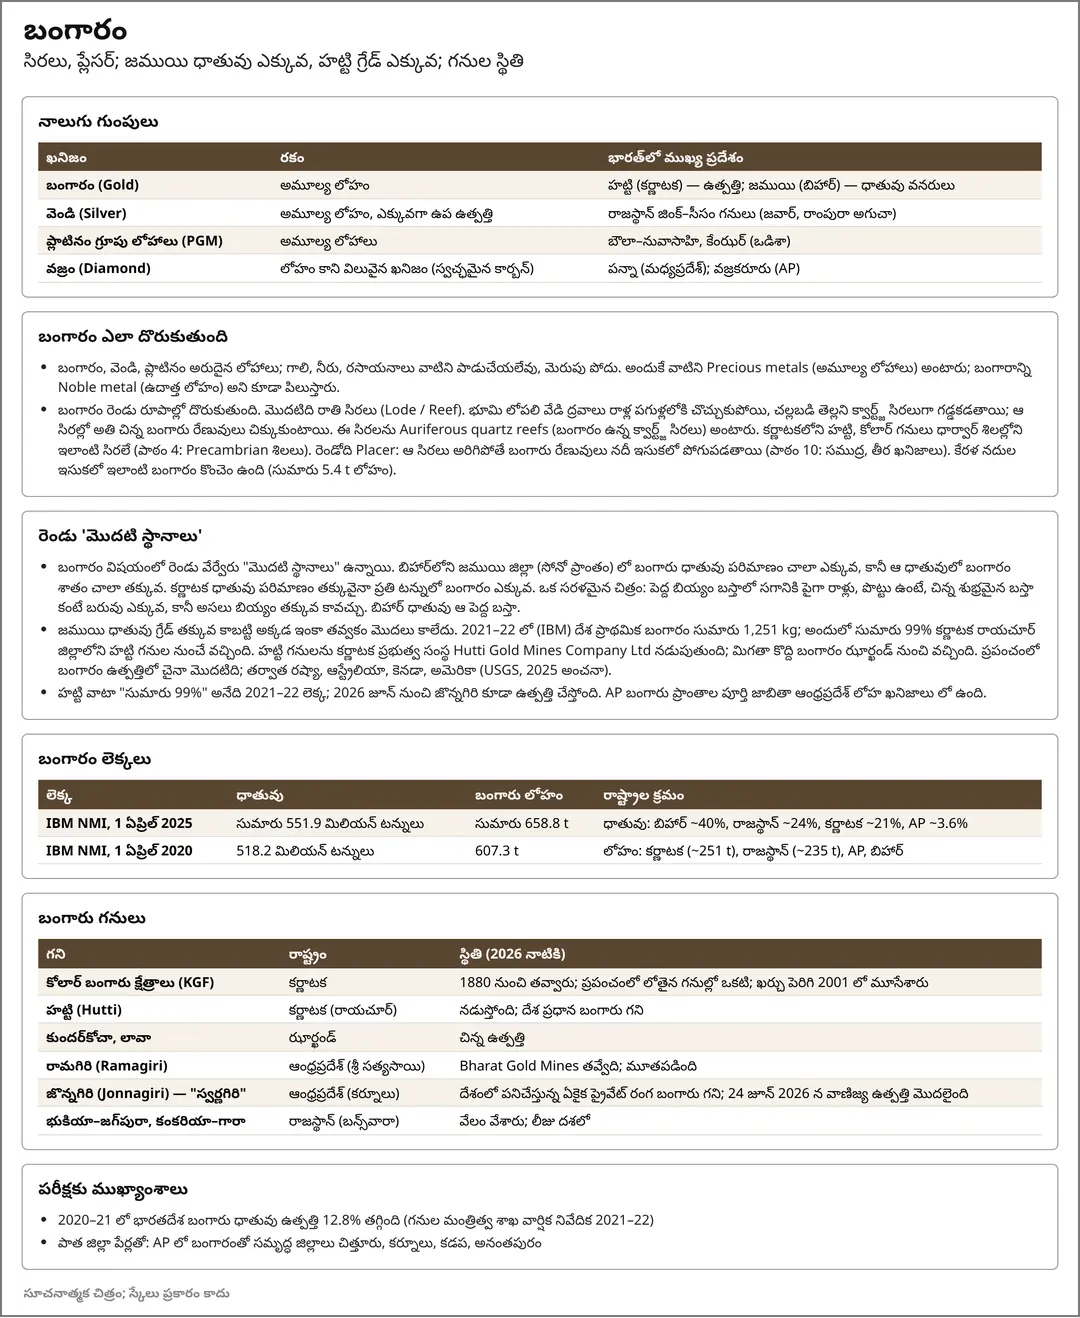 బంగారం
సిరలు, ప్లేసర్; జముయి ధాతువు ఎక్కువ, హట్టి గ్రేడ్ ఎక్కువ; గనుల స్థితి
నాలుగు గుంపులు
ఖనిజం రకం భారత్‌లో ముఖ్య ప్రదేశం
బంగారం (Gold) అమూల్య లోహం హట్టి (కర్ణాటక) — ఉత్పత్తి; జముయి (బిహార్) — ధాతువు వనరులు
వెండి (Silver) అమూల్య లోహం, ఎక్కువగా ఉప ఉత్పత్తి రాజస్థాన్ జింక్–సీసం గనులు (జవార్, రాంపురా అగుచా)
ప్లాటినం గ్రూపు లోహాలు (PGM) అమూల్య లోహాలు బౌలా–నువాసాహి, కేంఝర్ (ఒడిశా)
వజ్రం (Diamond) లోహం కాని విలువైన ఖనిజం (స్వచ్ఛమైన కార్బన్) పన్నా (మధ్యప్రదేశ్); వజ్రకరూరు (AP)
బంగారం ఎలా దొరుకుతుంది
• బంగారం, వెండి, ప్లాటినం అరుదైన లోహాలు; గాలి, నీరు, రసాయనాలు వాటిని పాడుచేయలేవు, మెరుపు పోదు. అందుకే వాటిని Precious metals (అమూల్య లోహాలు) అంటారు; బంగారాన్ని
Noble metal (ఉదాత్త లోహం) అని కూడా పిలుస్తారు.
• బంగారం రెండు రూపాల్లో దొరుకుతుంది. మొదటిది రాతి సిరలు (Lode / Reef). భూమి లోపలి వేడి ద్రవాలు రాళ్ల పగుళ్లలోకి చొచ్చుకుపోయి, చల్లబడి తెల్లని క్వార్ట్జ్ సిరలుగా గడ్డకడతాయి; ఆ
సిరల్లో అతి చిన్న బంగారు రేణువులు చిక్కుకుంటాయి. ఈ సిరలను Auriferous quartz reefs (బంగారం ఉన్న క్వార్ట్జ్ సిరలు) అంటారు. కర్ణాటకలోని హట్టి, కోలార్ గనులు ధార్వార్ శిలల్లోని
ఇలాంటి సిరలే (పాఠం 4: Precambrian శిలలు). రెండోది Placer: ఆ సిరలు అరిగిపోతే బంగారు రేణువులు నదీ ఇసుకలో పోగుపడతాయి (పాఠం 10: సముద్ర, తీర ఖనిజాలు). కేరళ నదుల
ఇసుకలో ఇలాంటి బంగారం కొంచెం ఉంది (సుమారు 5.4 t లోహం).
రెండు 'మొదటి స్థానాలు'
• బంగారం విషయంలో రెండు వేర్వేరు "మొదటి స్థానాలు" ఉన్నాయి. బిహార్‌లోని జముయి జిల్లా (సోనో ప్రాంతం) లో బంగారు ధాతువు పరిమాణం చాలా ఎక్కువ, కానీ ఆ ధాతువులో బంగారం
శాతం చాలా తక్కువ. కర్ణాటక ధాతువు పరిమాణం తక్కువైనా ప్రతి టన్నులో బంగారం ఎక్కువ. ఒక సరళమైన చిత్రం: పెద్ద బియ్యం బస్తాలో సగానికి పైగా రాళ్లు, పొట్టు ఉంటే, చిన్న శుభ్రమైన బస్తా
కంటే బరువు ఎక్కువ, కానీ అసలు బియ్యం తక్కువ కావచ్చు. బిహార్ ధాతువు ఆ పెద్ద బస్తా.
• జముయి ధాతువు గ్రేడ్ తక్కువ కాబట్టి అక్కడ ఇంకా తవ్వకం మొదలు కాలేదు. 2021–22 లో (IBM) దేశ ప్రాథమిక బంగారం సుమారు 1,251 kg; అందులో సుమారు 99% కర్ణాటక రాయచూర్
జిల్లాలోని హట్టి గనుల నుంచే వచ్చింది. హట్టి గనులను కర్ణాటక ప్రభుత్వ సంస్థ Hutti Gold Mines Company Ltd నడుపుతుంది; మిగతా కొద్ది బంగారం ఝార్ఖండ్ నుంచి వచ్చింది. ప్రపంచంలో
బంగారం ఉత్పత్తిలో చైనా మొదటిది; తర్వాత రష్యా, ఆస్ట్రేలియా, కెనడా, అమెరికా (USGS, 2025 అంచనా).
• హట్టి వాటా "సుమారు 99%" అనేది 2021–22 లెక్క; 2026 జూన్ నుంచి జొన్నగిరి కూడా ఉత్పత్తి చేస్తోంది. AP బంగారు ప్రాంతాల పూర్తి జాబితా ఆంధ్రప్రదేశ్ లోహ ఖనిజాలు లో ఉంది.
బంగారం లెక్కలు
లెక్క ధాతువు బంగారు లోహం రాష్ట్రాల క్రమం
IBM NMI, 1 ఏప్రిల్ 2025 సుమారు 551.9 మిలియన్ టన్నులు సుమారు 658.8 t ధాతువు: బిహార్ ~40%, రాజస్థాన్ ~24%, కర్ణాటక ~21%, AP ~3.6%
IBM NMI, 1 ఏప్రిల్ 2020 518.2 మిలియన్ టన్నులు 607.3 t లోహం: కర్ణాటక (~251 t), రాజస్థాన్ (~235 t), AP, బిహార్
బంగారు గనులు
గని రాష్ట్రం స్థితి (2026 నాటికి)
కోలార్ బంగారు క్షేత్రాలు (KGF) కర్ణాటక 1880 నుంచి తవ్వారు; ప్రపంచంలో లోతైన గనుల్లో ఒకటి; ఖర్చు పెరిగి 2001 లో మూసేశారు
హట్టి (Hutti) కర్ణాటక (రాయచూర్) నడుస్తోంది; దేశ ప్రధాన బంగారు గని
కుందర్‌కోచా, లావా ఝార్ఖండ్ చిన్న ఉత్పత్తి
రామగిరి (Ramagiri) ఆంధ్రప్రదేశ్ (శ్రీ సత్యసాయి) Bharat Gold Mines తవ్వేది; మూతపడింది
జొన్నగిరి (Jonnagiri) — "స్వర్ణగిరి" ఆంధ్రప్రదేశ్ (కర్నూలు) దేశంలో పనిచేస్తున్న ఏకైక ప్రైవేట్ రంగ బంగారు గని; 24 జూన్ 2026 న వాణిజ్య ఉత్పత్తి మొదలైంది
భుకియా–జగ్‌పురా, కంకరియా–గారా రాజస్థాన్ (బన్స్‌వారా) వేలం వేశారు; లీజు దశలో
పరీక్షకు ముఖ్యాంశాలు
• 2020–21 లో భారతదేశ బంగారు ధాతువు ఉత్పత్తి 12.8% తగ్గింది (గనుల మంత్రిత్వ శాఖ వార్షిక నివేదిక 2021–22)
• పాత జిల్లా పేర్లతో: AP లో బంగారంతో సమృద్ధ జిల్లాలు చిత్తూరు, కర్నూలు, కడప, అనంతపురం
సూచనాత్మక చిత్రం; స్కేలు ప్రకారం కాదు